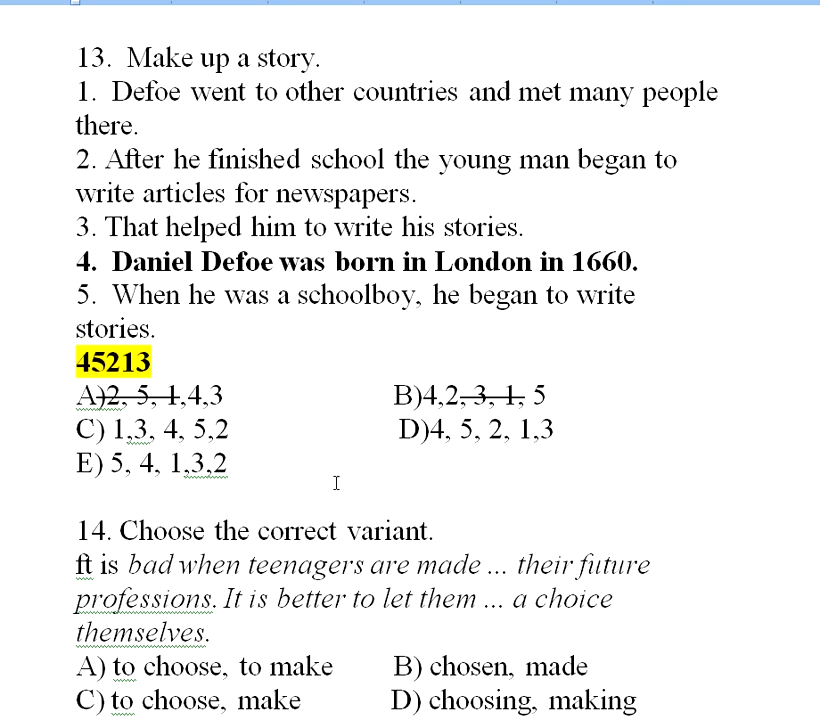 13. Make up a story.
1. Defoe went to other countries and met many people
there.
2. After he finished school the young man began to
write articles for newspapers.
3. That helped him to write his stories.
4. Daniel Defoe was born in London in 1660.
5. When he was a schoolboy, he began to write
stories.
45213
A)2, 5, 1,4,3 B)4,2, 3, 1, 5
C) 1,3, 4, 5,2 D)4, 5, 2, 1,3
E) 5, 4, 1,3,2
14. Choose the correct variant.
ft is bad when teenagers are made ... their future
professions. It is better to let them ... a choice
themselves.
A) to choose, to make B) chosen, made
C) to choose, make D) choosing, making